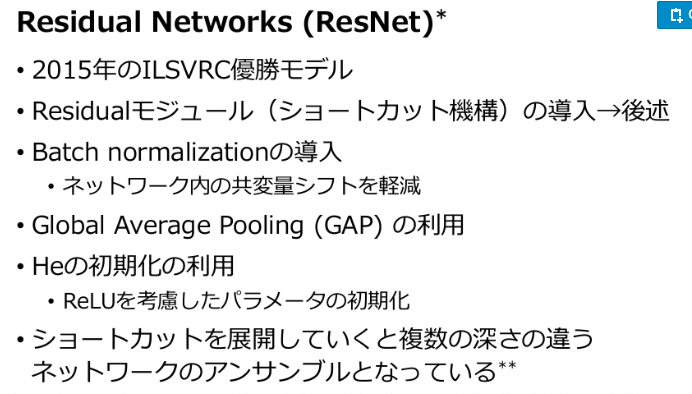 Residual Networks (ResNet)*
• 2015年のILSVRC優勝モデル
• Residualモジュール（ショートカット機構）の導入→後述
• Batch normalizationの導入
• ネットワーク内の共変量シフトを軽減
• Global Average Pooling (GAP) の利用
• Heの初期化の利用
• ReLUを考慮したパラメータの初期化
• ショートカットを展開していくと複数の深さの違う
ネットワークのアンサンブルとなっている**